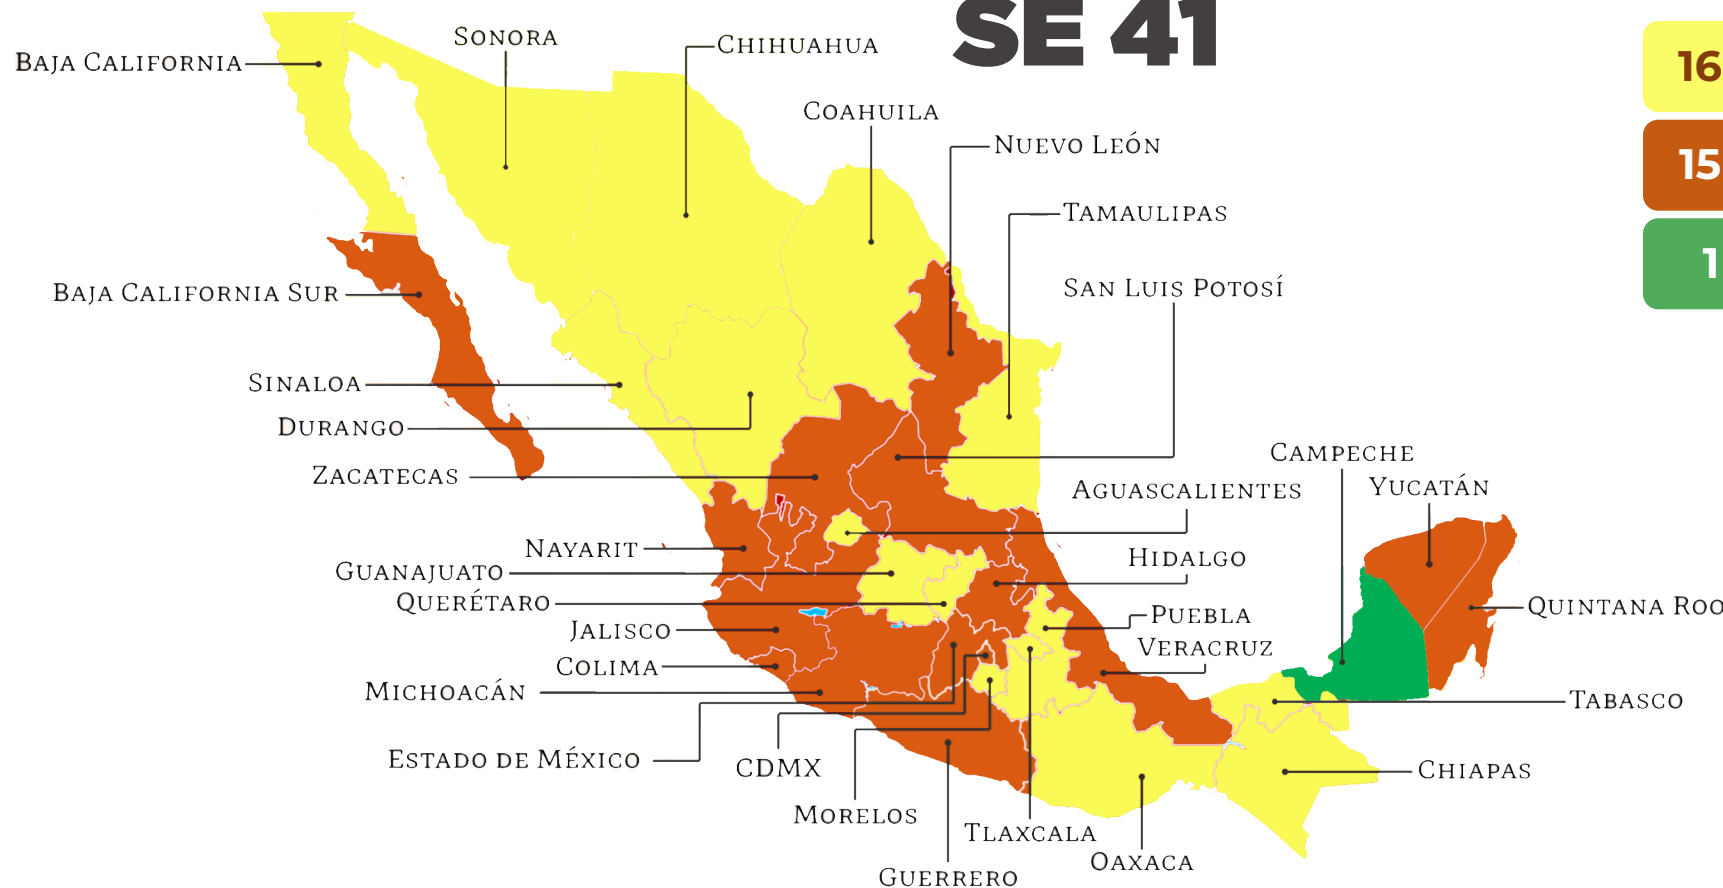 SE 41
16
15
1
BAJA CALIFORNIA
SONORA
CHIHUAHUA
COAHUILA
NUEVO LEÓN
TAMAULIPAS
SAN LUIS POTOSÍ
BAJA CALIFORNIA SUR
SINALOA
DURANGO
ZACATECAS
CAMPECHE
YUCATÁN
AGUASCALIENTES
NAYARIT
HIDALGO
GUANAJUATO
QUERÉTARO
QUINTANA ROO
PUEBLA
JALISCO
VERACRUZ
COLIMA
MICHOACÁN
TABASCO
ESTADO DE MÉXICO
CDMX
CHIAPAS
MORELOS
TLAXCALA
OAXACA
GUERRERO